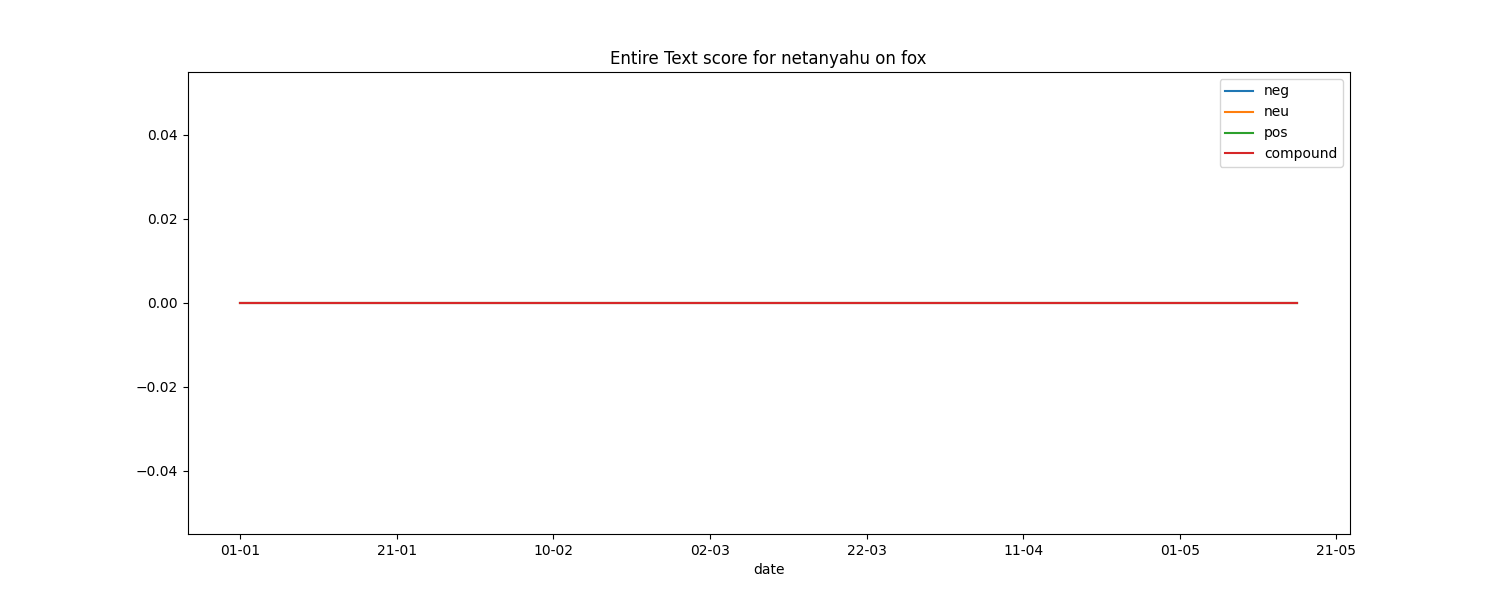 Entire Text score for netanyahu on fox
neg
neu
pos
compound
0.04
0.02
0.00
−0.02
−0.04
01-01 21-01 10-02 02-03 22-03 11-04 01-05 21-05
date